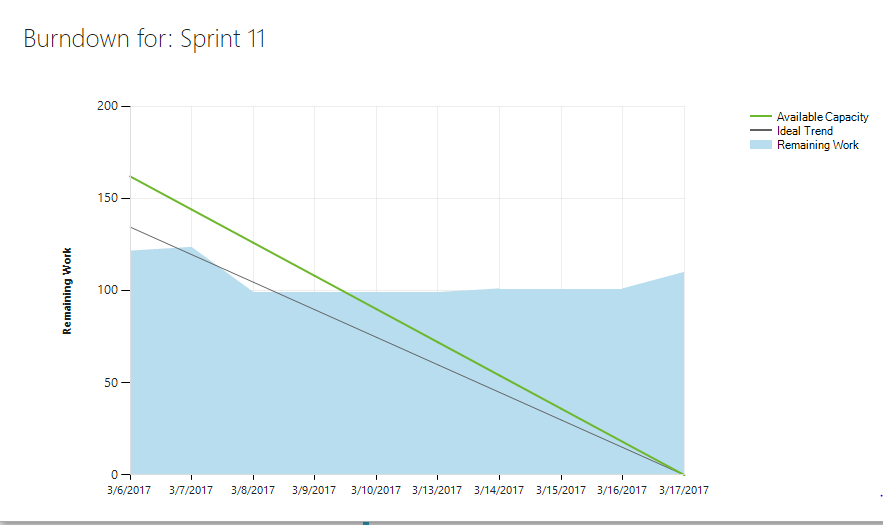 Burndown for: Sprint 11
Available Capacity
Ideal Trend
Remaining Work
Remaining Work
200
150
100
50
0
3/6/2017 3/7/2017 3/8/2017 3/9/2017 3/10/2017 3/13/2017 3/14/2017 3/15/2017 3/16/2017 3/17/2017